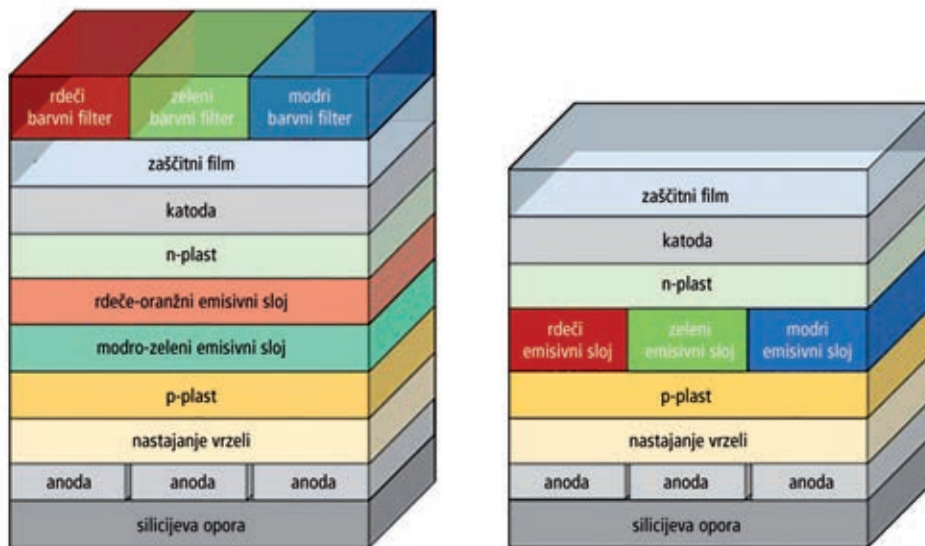 rdeči
barvni filter
zeleni
barvni filter
modri
barvni filter
zaščitni film
katoda
n-plast
rdeče-oranžni emisivni sloj
modro-zeleni emisivni sloj
p-plast
nastajanje vrzeli
anoda
anoda
anoda
silicijeva opora
zaščitni film
katoda
n-plast
rdeči
emisivni sloj
zeleni
emisivni sloj
modri
emisivni sloj
p-plast
nastajanje vrzeli
anoda
anoda
anoda
silicijeva opora